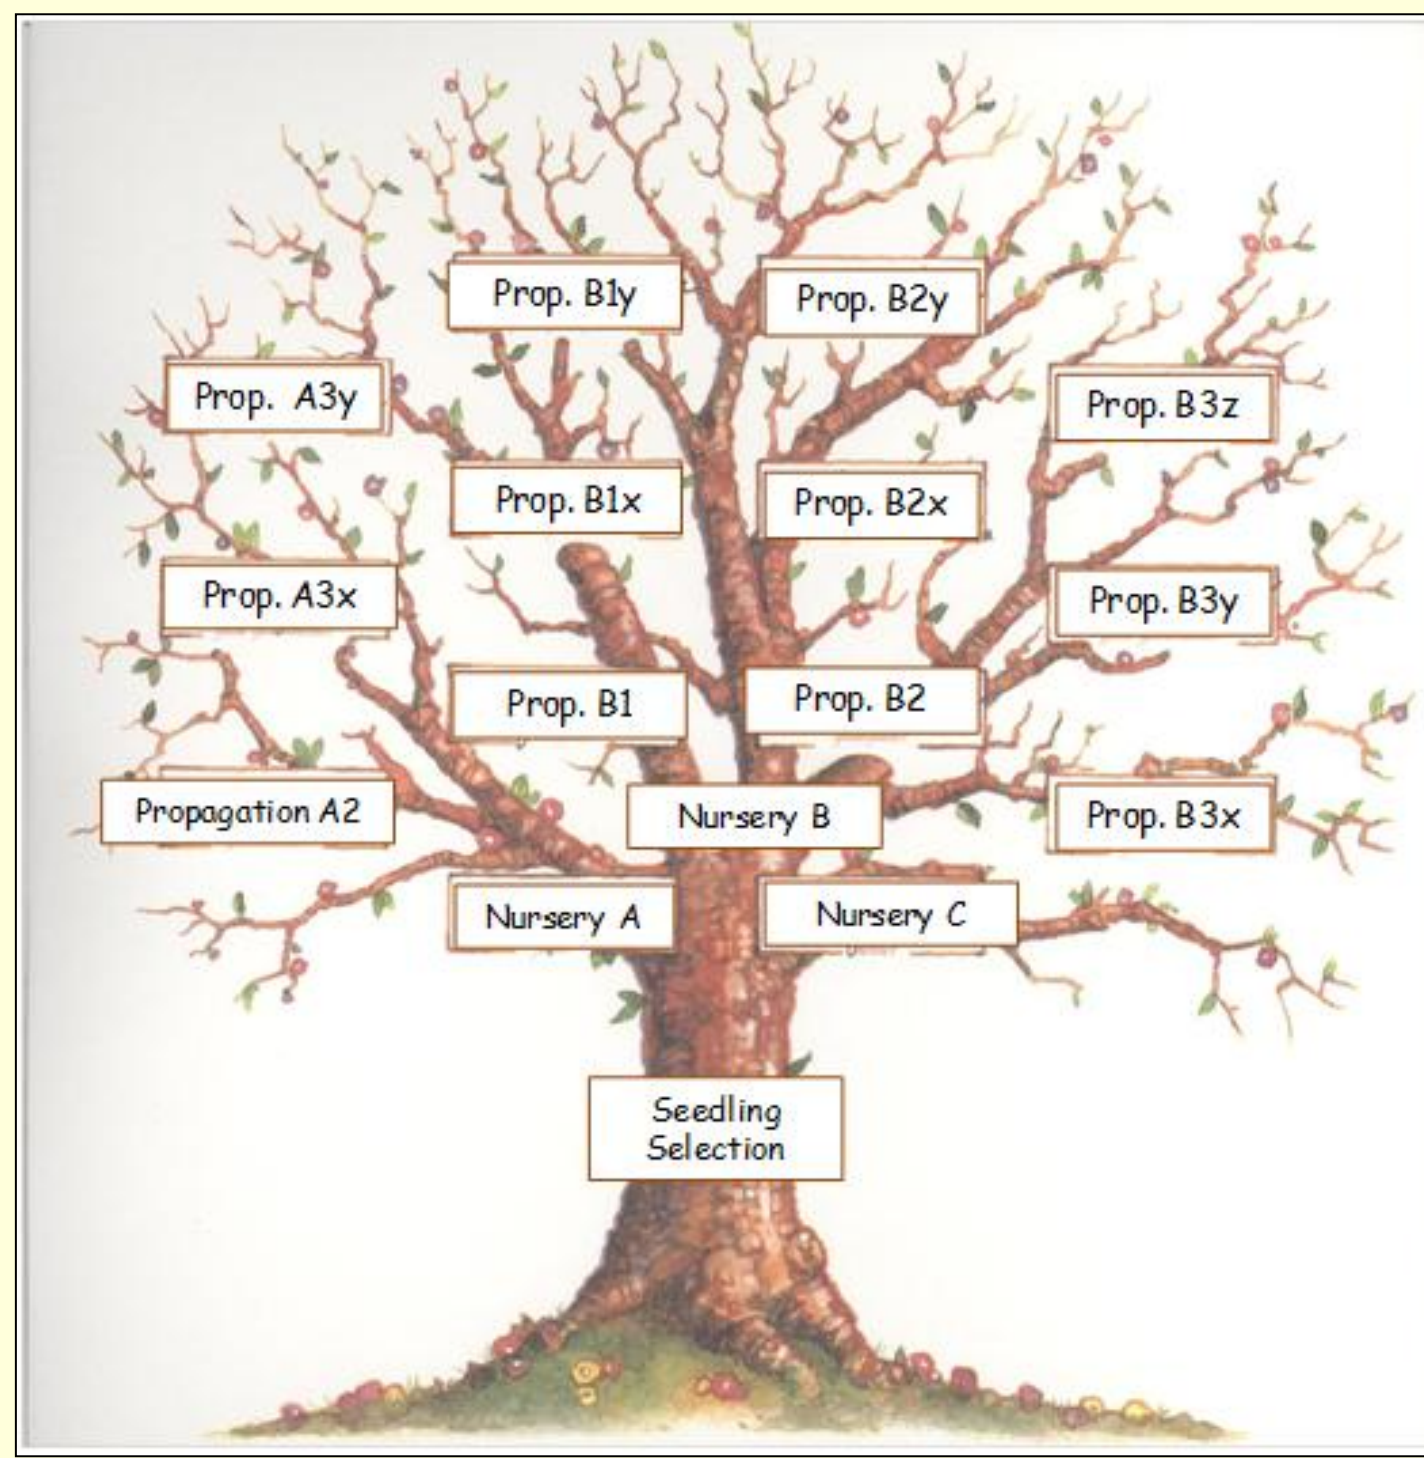 Prop. B1y
Prop. B2y
Prop. A3y
Prop. B3z
Prop. B1x
Prop. B2x
Prop. A3x
Prop. B3y
Prop. B1
Prop. B2
Propagation A2
Nursery B
Prop. B3x
Nursery A
Nursery C
Seedling
Selection